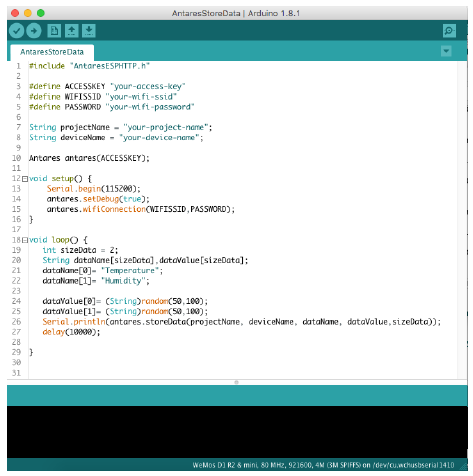 AntaresStoreData | Arduino 1.8.1
AntaresStoreData
1 #include "AntaresESPHTTP.h"
2
3 #define ACCESSKEY "your-access-key"
4 #define WIFISSID "your-wifi-ssid"
5 #define PASSWORD "your-wifi-password"
6
7 String projectName = "your-project-name";
8 String deviceName = "your-device-name";
9
10 Antares antares(ACCESSKEY);
11
12 void setup() {
13 Serial.begin(115200);
14 antares.setDebug(true);
15 antares.wifiConnection(WIFISSID,PASSWORD);
16 }
17
18 void loop() {
19 int sizeData = 2;
20 String dataName[sizeData],dataValue[sizeData];
21 dataName[0]= "Temperature";
22 dataName[1]= "Humidity";
23
24 dataValue[0]= (String)random(50,100);
25 dataValue[1]= (String)random(50,100);
26 Serial.println(antares.storeData(projectName, deviceName, dataName, dataValue,sizeData));
27 delay(10000);
28
29 }
30
31
WeMos D1 R2 & mini, 80 MHz, 921600, 4M (3M SPIFFS) on /dev/cu.wchusbserial1410